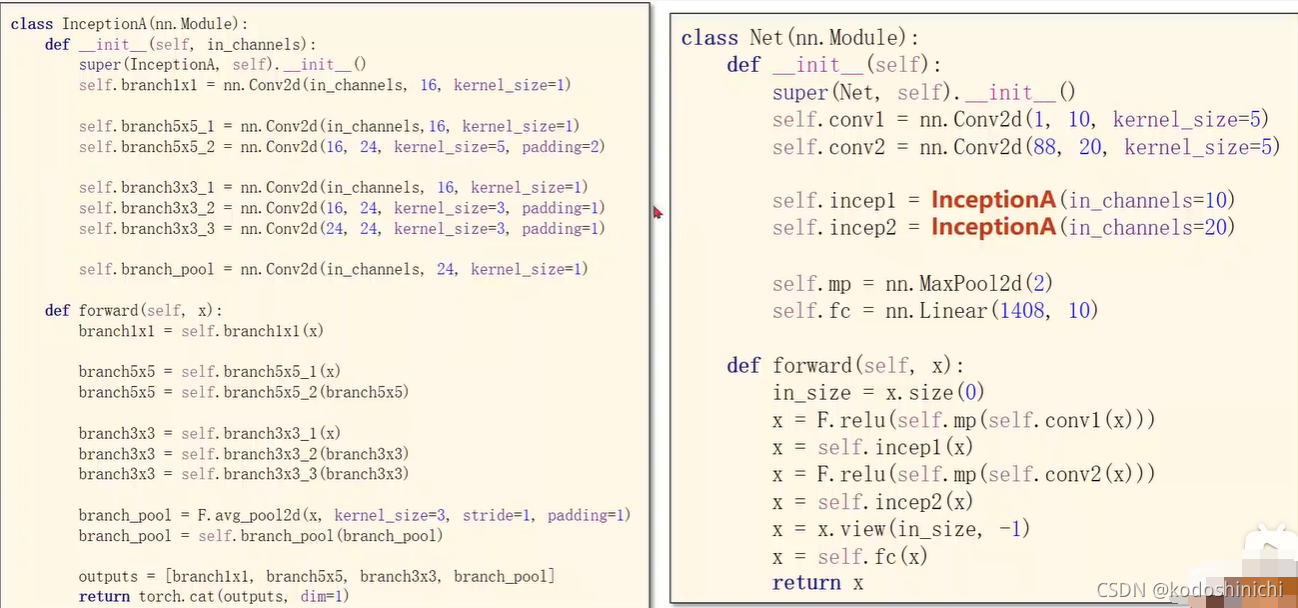 class InceptionA(nn.Module):
    def __init__(self, in_channels):
        super(InceptionA, self).__init__()
        self.branch1x1 = nn.Conv2d(in_channels, 16, kernel_size=1)

        self.branch5x5_1 = nn.Conv2d(in_channels,16, kernel_size=1)
        self.branch5x5_2 = nn.Conv2d(16, 24, kernel_size=5, padding=2)

        self.branch3x3_1 = nn.Conv2d(in_channels, 16, kernel_size=1)
        self.branch3x3_2 = nn.Conv2d(16, 24, kernel_size=3, padding=1)
        self.branch3x3_3 = nn.Conv2d(24, 24, kernel_size=3, padding=1)

        self.branch_pool = nn.Conv2d(in_channels, 24, kernel_size=1)

    def forward(self, x):
        branch1x1 = self.branch1x1(x)

        branch5x5 = self.branch5x5_1(x)
        branch5x5 = self.branch5x5_2(branch5x5)

        branch3x3 = self.branch3x3_1(x)
        branch3x3 = self.branch3x3_2(branch3x3)
        branch3x3 = self.branch3x3_3(branch3x3)

        branch_pool = F.avg_pool2d(x, kernel_size=3, stride=1, padding=1)
        branch_pool = self.branch_pool(branch_pool)

        outputs = [branch1x1, branch5x5, branch3x3, branch_pool]
        return torch.cat(outputs, dim=1)
class Net(nn.Module):
    def __init__(self):
        super(Net, self).__init__()
        self.conv1 = nn.Conv2d(1, 10, kernel_size=5)
        self.conv2 = nn.Conv2d(88, 20, kernel_size=5)

        self.incep1 = InceptionA(in_channels=10)
        self.incep2 = InceptionA(in_channels=20)

        self.mp = nn.MaxPool2d(2)
        self.fc = nn.Linear(1408, 10)

    def forward(self, x):
        in_size = x.size(0)
        x = F.relu(self.mp(self.conv1(x)))
        x = self.incep1(x)
        x = F.relu(self.mp(self.conv2(x)))
        x = self.incep2(x)
        x = x.view(in_size, -1)
        x = self.fc(x)
        return x
CSDN @kodoshinichi